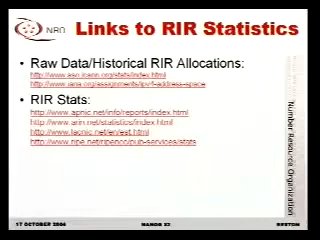 NRO
Links to RIR Statistics
• Raw Data/Historical RIR Allocations:
http://www.aso.icann.org/stats/index.html
http://www.iana.org/assignments/ipv4-address-space
• RIR Stats:
http://www.apnic.net/info/reports/index.html
http://www.arin.net/statistics/index.html
http://www.lacnic.net/en/est.html
http://www.ripe.net/ripencc/pub-services/stats
Number Resource Organization
17 OCTOBER 2004
NANOG 32
RESTON